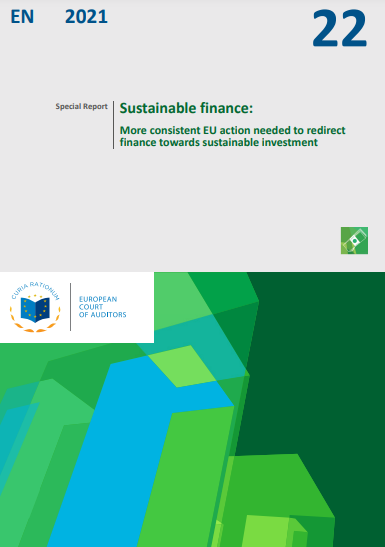 EN 2021 22
Special Report
Sustainable finance:
More consistent EU action needed to redirect
finance towards sustainable investment
CURIA RATIONUM
EUROPEAN
COURT
OF AUDITORS